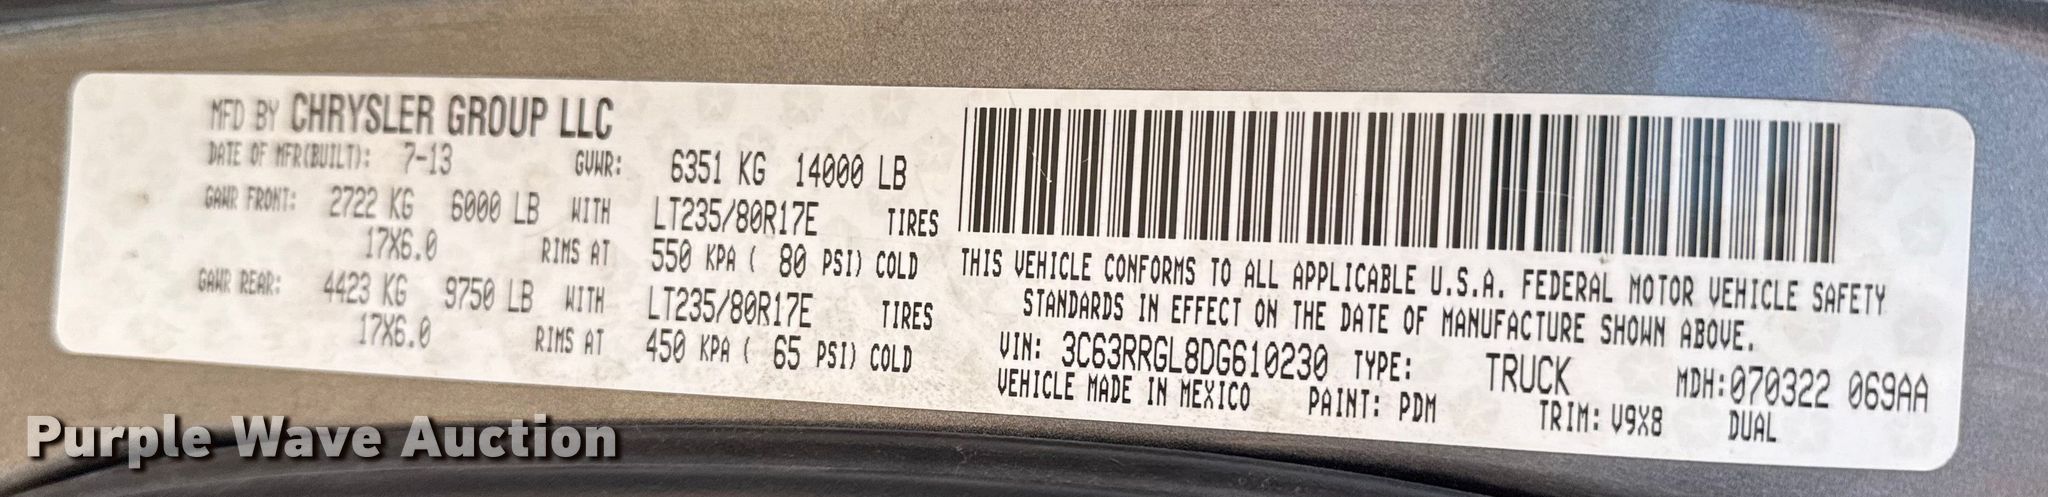 MFD BY CHRYSLER GROUP LLC
DATE OF MFR(BUILT): 7-13 GVWR: 6351 KG 14000 LB
GAWR FRONT: 2722 KG 6000 LB WITH LT235/80R17E TIRES
17X6.0 RIMS AT 550 KPA ( 80 PSI) COLD
GAWR REAR: 4423 KG 9750 LB WITH LT235/80R17E TIRES
17X6.0 RIMS AT 450 KPA ( 65 PSI) COLD
THIS VEHICLE CONFORMS TO ALL APPLICABLE U.S.A. FEDERAL MOTOR VEHICLE SAFETY
STANDARDS IN EFFECT ON THE DATE OF MANUFACTURE SHOWN ABOVE.
VIN: 3C63RRGL8DG610230 TYPE: TRUCK MDH:070322 069AA
VEHICLE MADE IN MEXICO PAINT: PDM TRIM: V9X8 DUAL
Purple Wave Auction